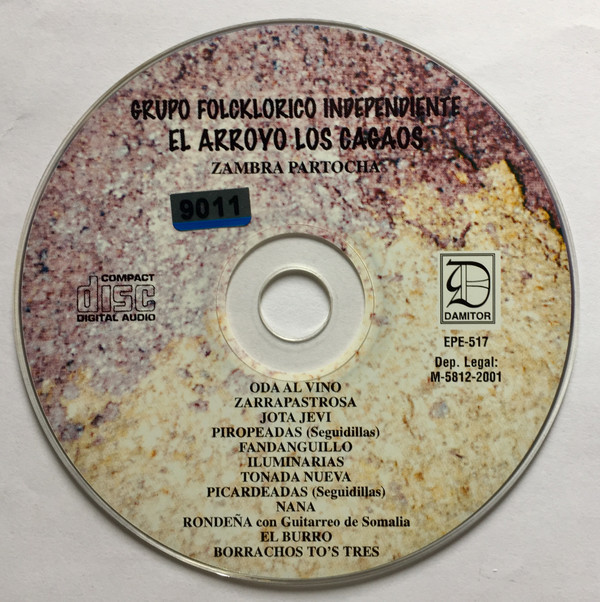 GRUPO FOLCKLORICO INDEPENDIENTE
EL ARROYO LOS CAGAOS
ZAMBRA PARTOCHA
9011
COMPACT
disc
DIGITAL AUDIO
DAMITOR
EPE-517
Dep. Legal:
M-5812-2001
ODA AL VINO
ZARRAPASTROSA
JOTA JEVI
PIROPEADAS (Seguidillas)
FANDANGUILLO
ILUMINARIAS
TONADA NUEVA
PICARDEADAS (Seguidillas)
NANA
RONDEÑA con Guitarreo de Somalia
EL BURRO
BORRACHOS TO'S TRES